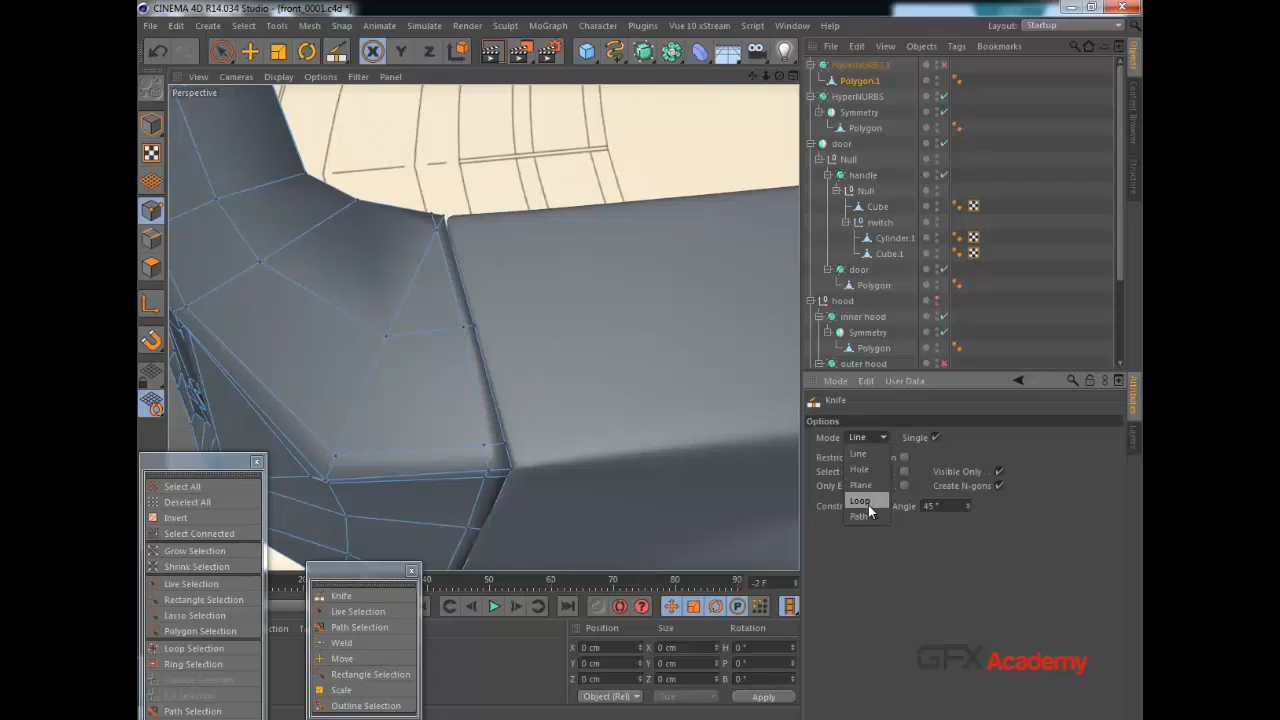 CINEMA 4D R14.034 Studio - [front_0001.c4d *]
File Edit Create Select Tools Mesh Snap Animate Simulate Render Sculpt MoGraph Character Plugins Vue 10 xStream Script Window Help
Layout: Startup
X Y Z
File Edit View Objects Tags Bookmarks
View Cameras Display Options Filter Panel
Perspective
HyperNURBS.1
Polygon.1
HyperNURBS
Symmetry
Polygon
door
Null
handle
Null
Cube
switch
Cylinder.1
Cube.1
door
Polygon
hood
inner hood
Symmetry
Polygon
outer hood
Objects
Content Browser
Structure
Mode Edit User Data
Attributes
Layers
Knife
Options
Mode Line Single
Line
Hole
Plane
Loop
Path
Restric
Select
Visible Only . .
Only E
Create N-gons
Constr
Angle 45 °
Select All
Deselect All
Invert
Select Connected
Grow Selection
Shrink Selection
Live Selection
Rectangle Selection
Lasso Selection
Polygon Selection
Loop Selection
Ring Selection
Path Selection
Knife
Live Selection
Path Selection
Weld
Move
Rectangle Selection
Scale
Outline Selection
40 50 60 70 80 90 -2 F
Position Size Rotation
X 0 cm X 0 cm H 0 °
Y 0 cm Y 0 cm P 0 °
Z 0 cm Z 0 cm B 0 °
Object (Rel) Size Apply
GFX Academy